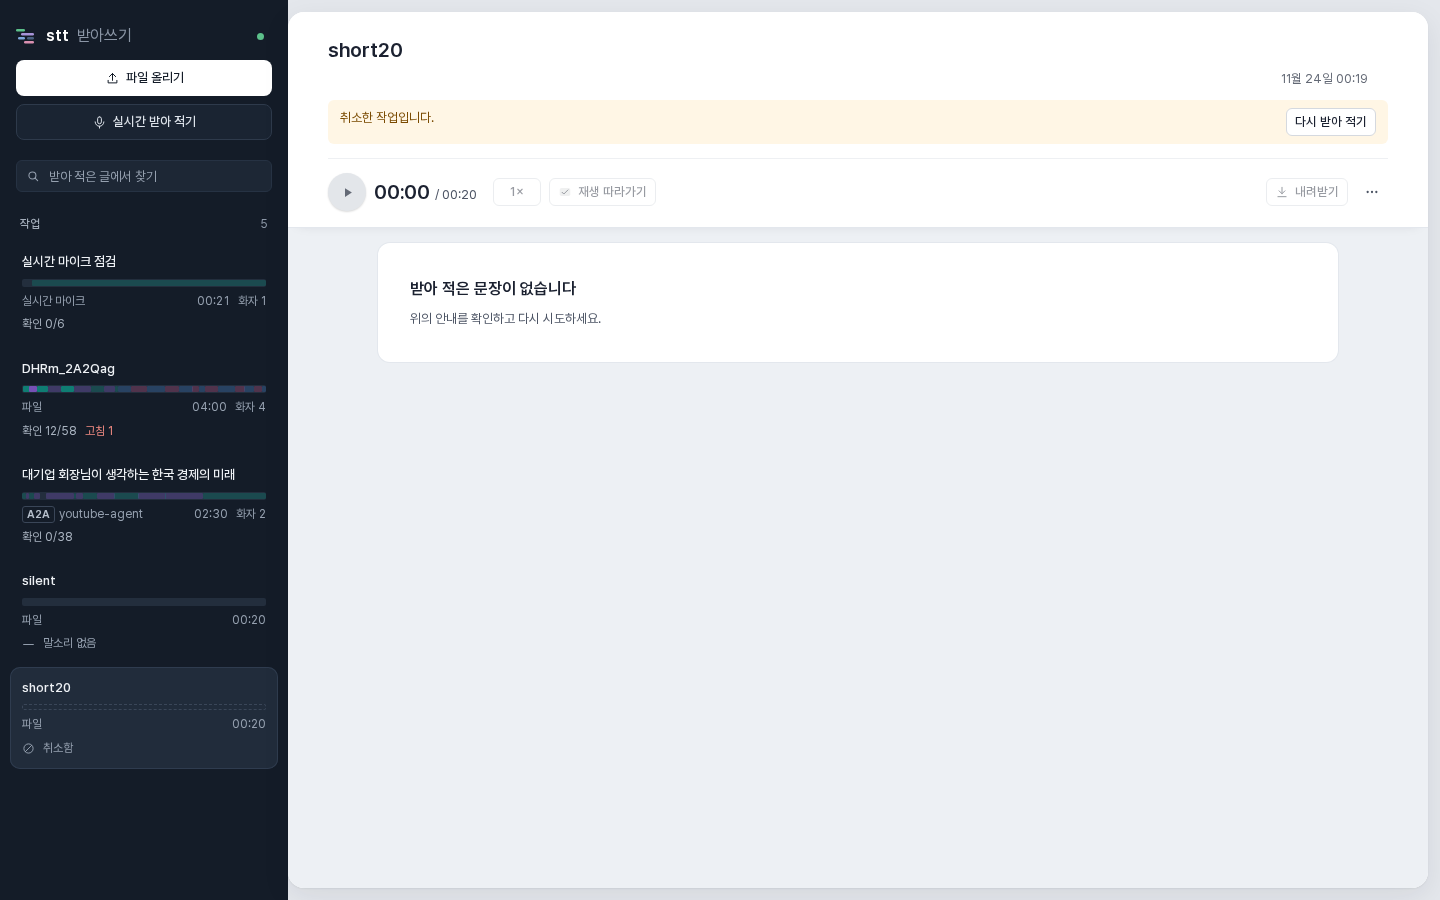 stt 받아쓰기
파일 올리기
실시간 받아 적기
받아 적은 글에서 찾기
작업 5
실시간 마이크 점검
실시간 마이크 00:21 화자 1
확인 0/6
DHRm_2A2Qag
파일 04:00 화자 4
확인 12/58 고침 1
대기업 회장님이 생각하는 한국 경제의 미래
A2A youtube-agent 02:30 화자 2
확인 0/38
silent
파일 00:20
— 말소리 없음
short20
파일 00:20
취소함
short20
11월 24일 00:19
취소한 작업입니다.
다시 받아 적기
00:00 / 00:20 1× 재생 따라가기 내려받기 ···
받아 적은 문장이 없습니다
위의 안내를 확인하고 다시 시도하세요.